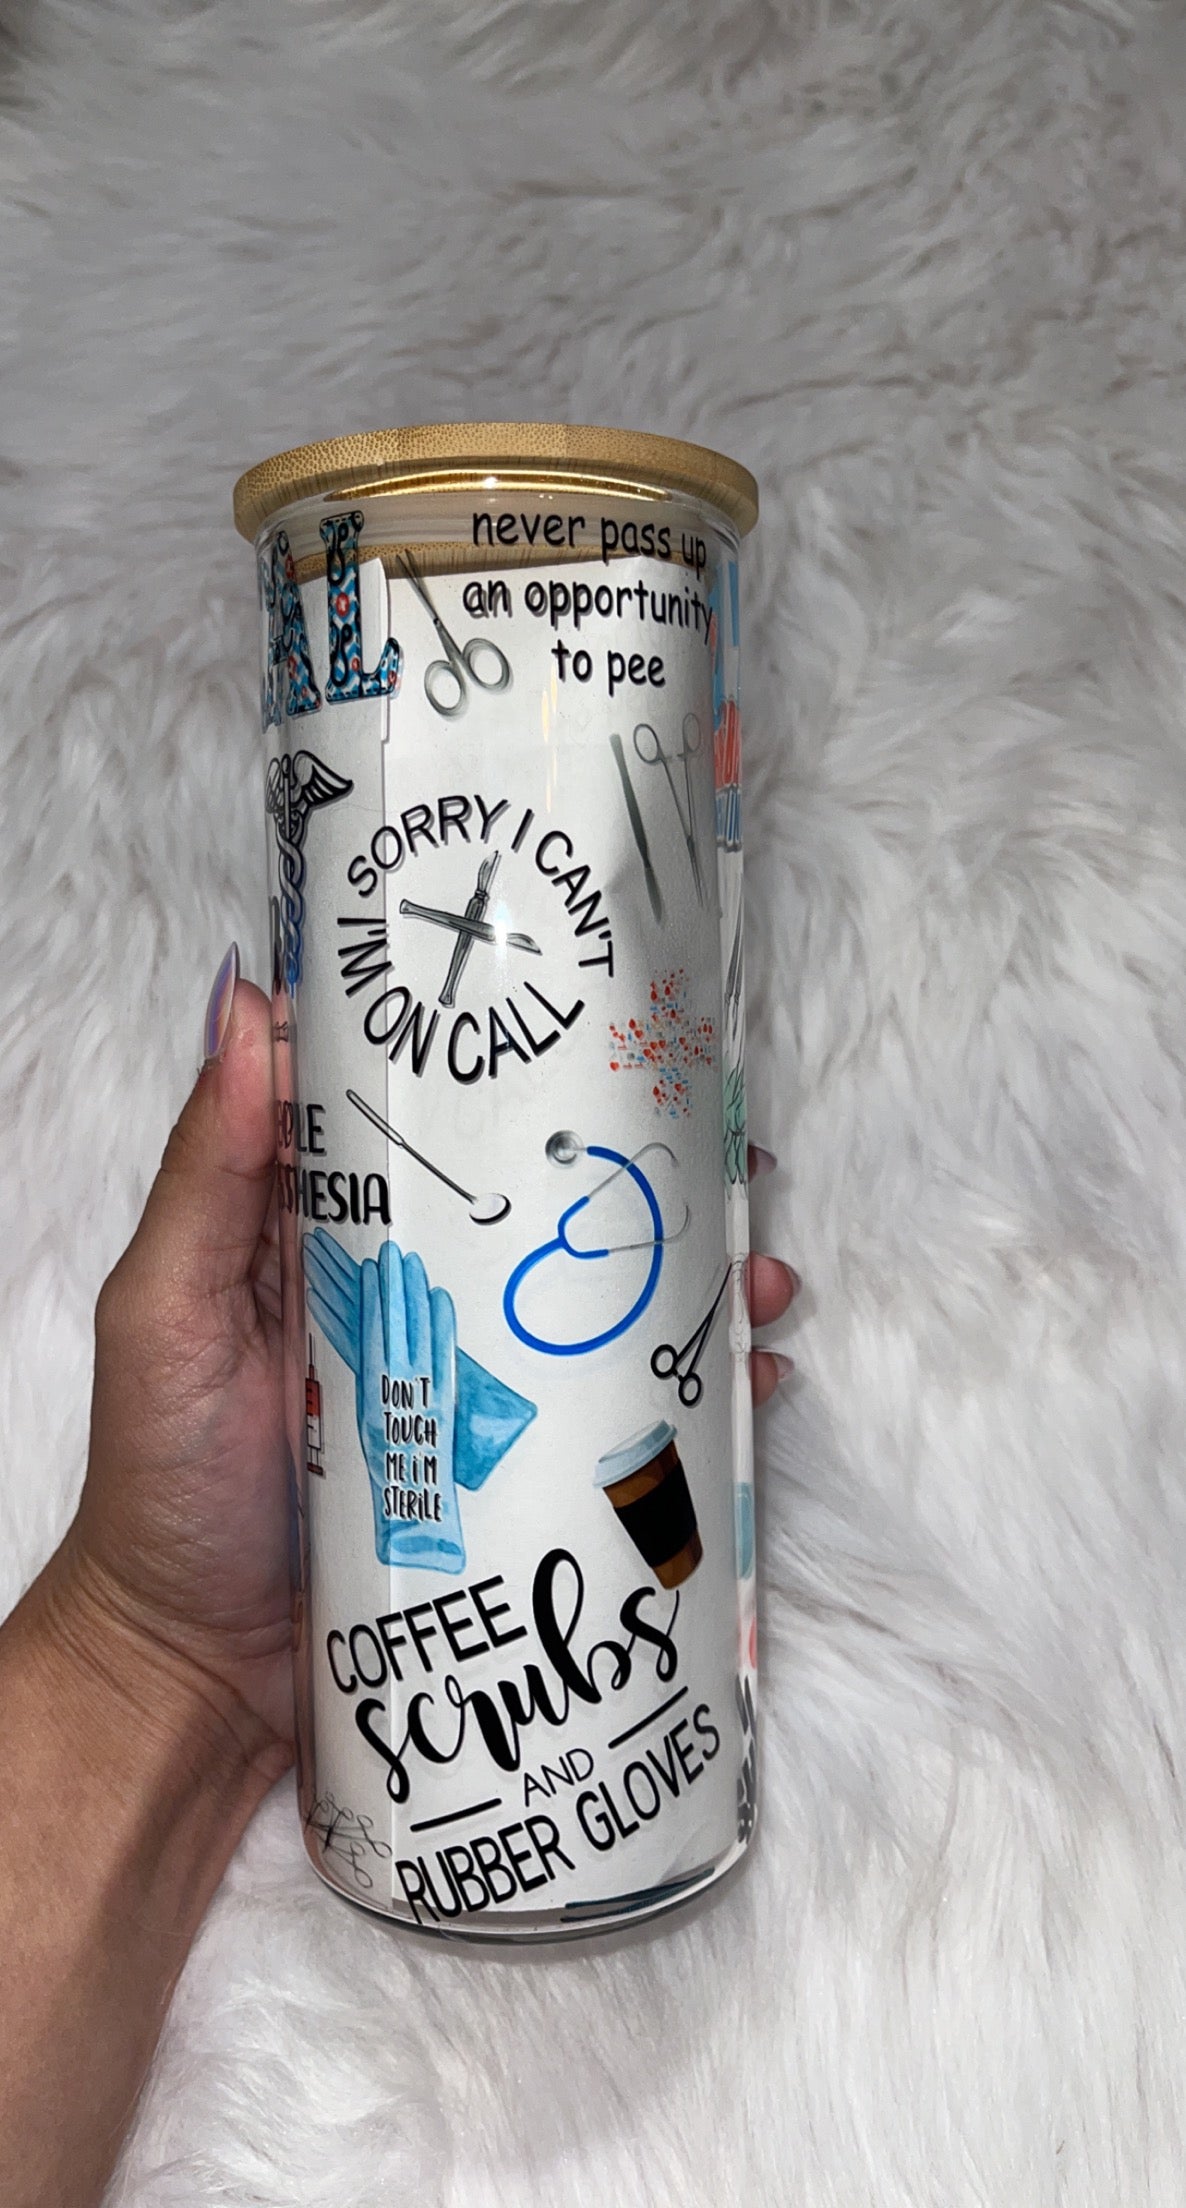 AL
never pass up
an opportunity
to pee
SORRY I CAN'T
I'M ON CALL
DON'T
TOUCH
ME I'M
STERILE
COFFEE
scrubs
AND
RUBBER GLOVES